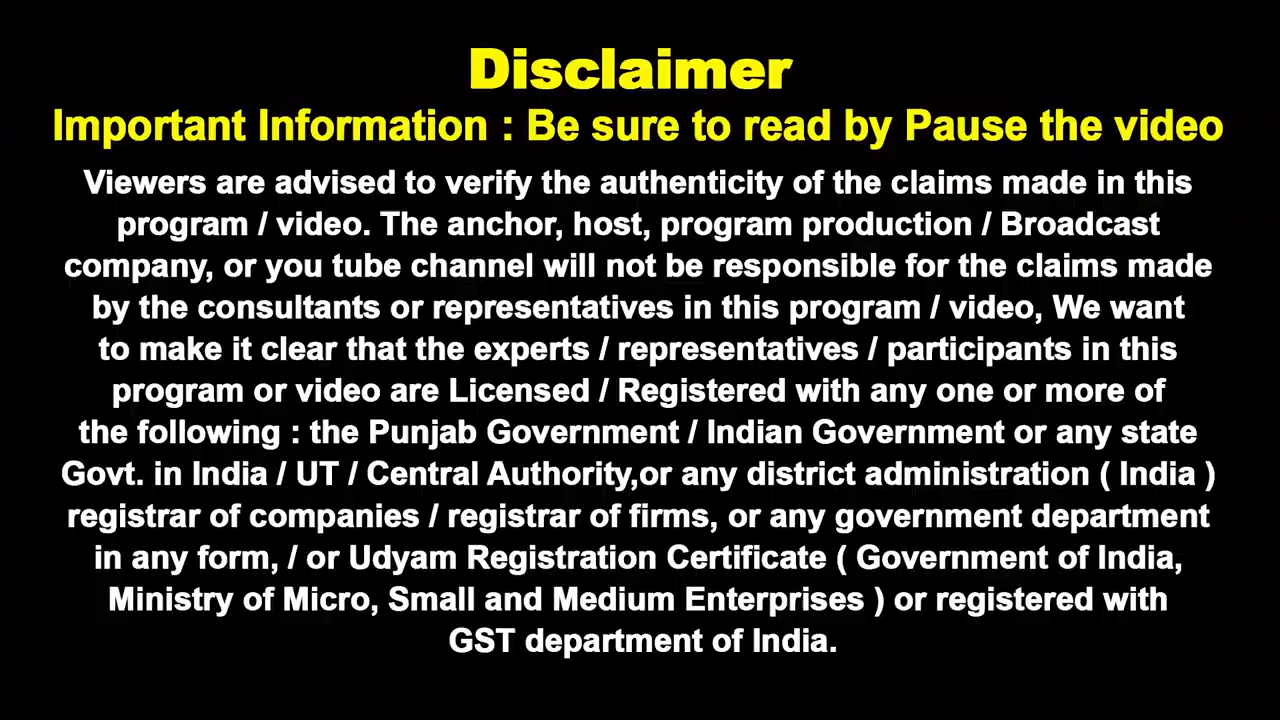 Disclaimer
Important Information : Be sure to read by Pause the video
Viewers are advised to verify the authenticity of the claims made in this
program / video. The anchor, host, program production / Broadcast
company, or you tube channel will not be responsible for the claims made
by the consultants or representatives in this program / video, We want
to make it clear that the experts / representatives / participants in this
program or video are Licensed / Registered with any one or more of
the following : the Punjab Government / Indian Government or any state
Govt. in India / UT / Central Authority,or any district administration ( India )
registrar of companies / registrar of firms, or any government department
in any form, / or Udyam Registration Certificate ( Government of India,
Ministry of Micro, Small and Medium Enterprises ) or registered with
GST department of India.